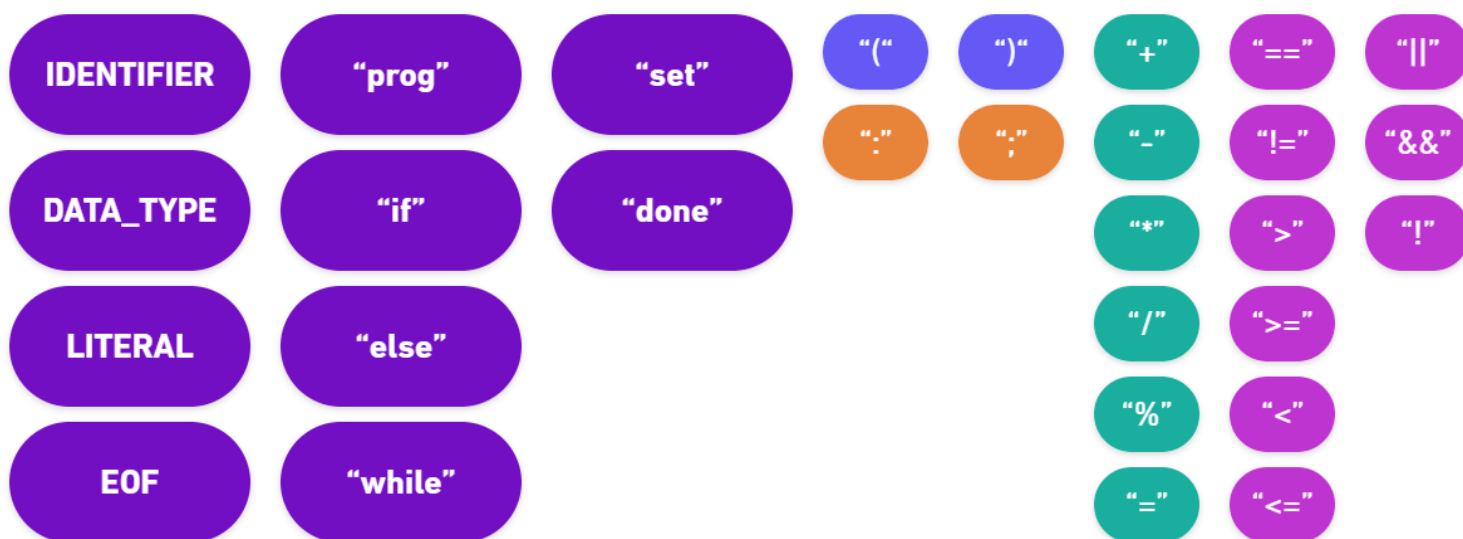 IDENTIFIER “prog” “set” “(“ “)“ “+” “==” “||”
“:” “;” “-” “!=” “&&”
DATA_TYPE “if” “done” “*” “>” “!”
LITERAL “else” “/” “>=”
“%” “<”
EOF “while” “=” “<=”